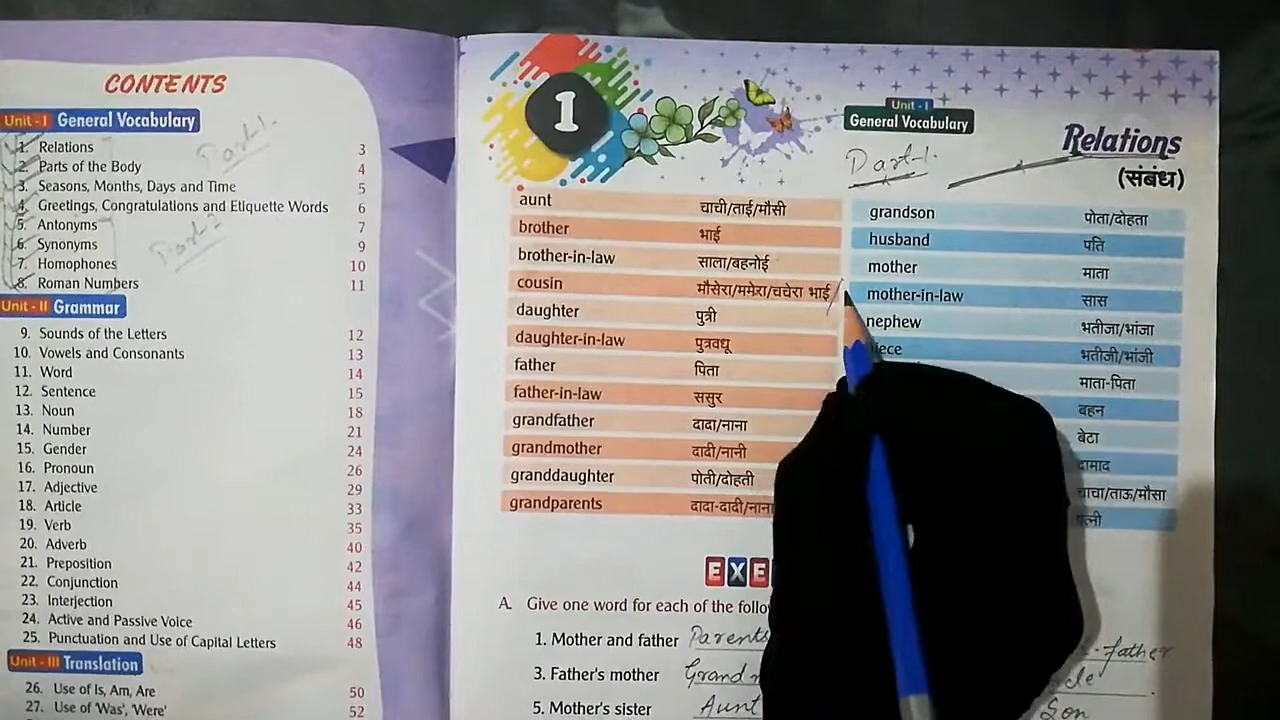 CONTENTS
Unit - I General Vocabulary
Part-1.
1. Relations 3
2. Parts of the Body 4
3. Seasons, Months, Days and Time 5
4. Greetings, Congratulations and Etiquette Words 6
5. Antonyms 7
Part-2
6. Synonyms 9
7. Homophones 10
8. Roman Numbers 11
Unit - II Grammar
9. Sounds of the Letters 12
10. Vowels and Consonants 13
11. Word 14
12. Sentence 15
13. Noun 18
14. Number 21
15. Gender 24
16. Pronoun 26
17. Adjective 29
18. Article 33
19. Verb 35
20. Adverb 40
21. Preposition 42
22. Conjunction 44
23. Interjection 45
24. Active and Passive Voice 46
25. Punctuation and Use of Capital Letters 48
Unit - III Translation
26. Use of Is, Am, Are 50
27. Use of 'Was', 'Were' 52
1
Unit - I
General Vocabulary
Relations
Part-1.
(संबंध)
aunt चाची/ताई/मौसी
brother भाई
brother-in-law साला/बहनोई
cousin मौसेरा/ममेरा/चचेरा भाई
daughter पुत्री
daughter-in-law पुत्रवधू
father पिता
father-in-law ससुर
grandfather दादा/नाना
grandmother दादी/नानी
granddaughter पोती/दोहती
grandparents दादा-दादी/नाना
grandson पोता/दोहता
husband पति
mother माता
mother-in-law सास
nephew भतीजा/भांजा
भतीजी/भांजी
माता-पिता
बहन
बेटा
दामाद
चाचा/ताऊ/मौसा
पत्नी
A. Give one word for each of the
1. Mother and father Parents
father
3. Father's mother
5. Mother's sister Aunt
Son